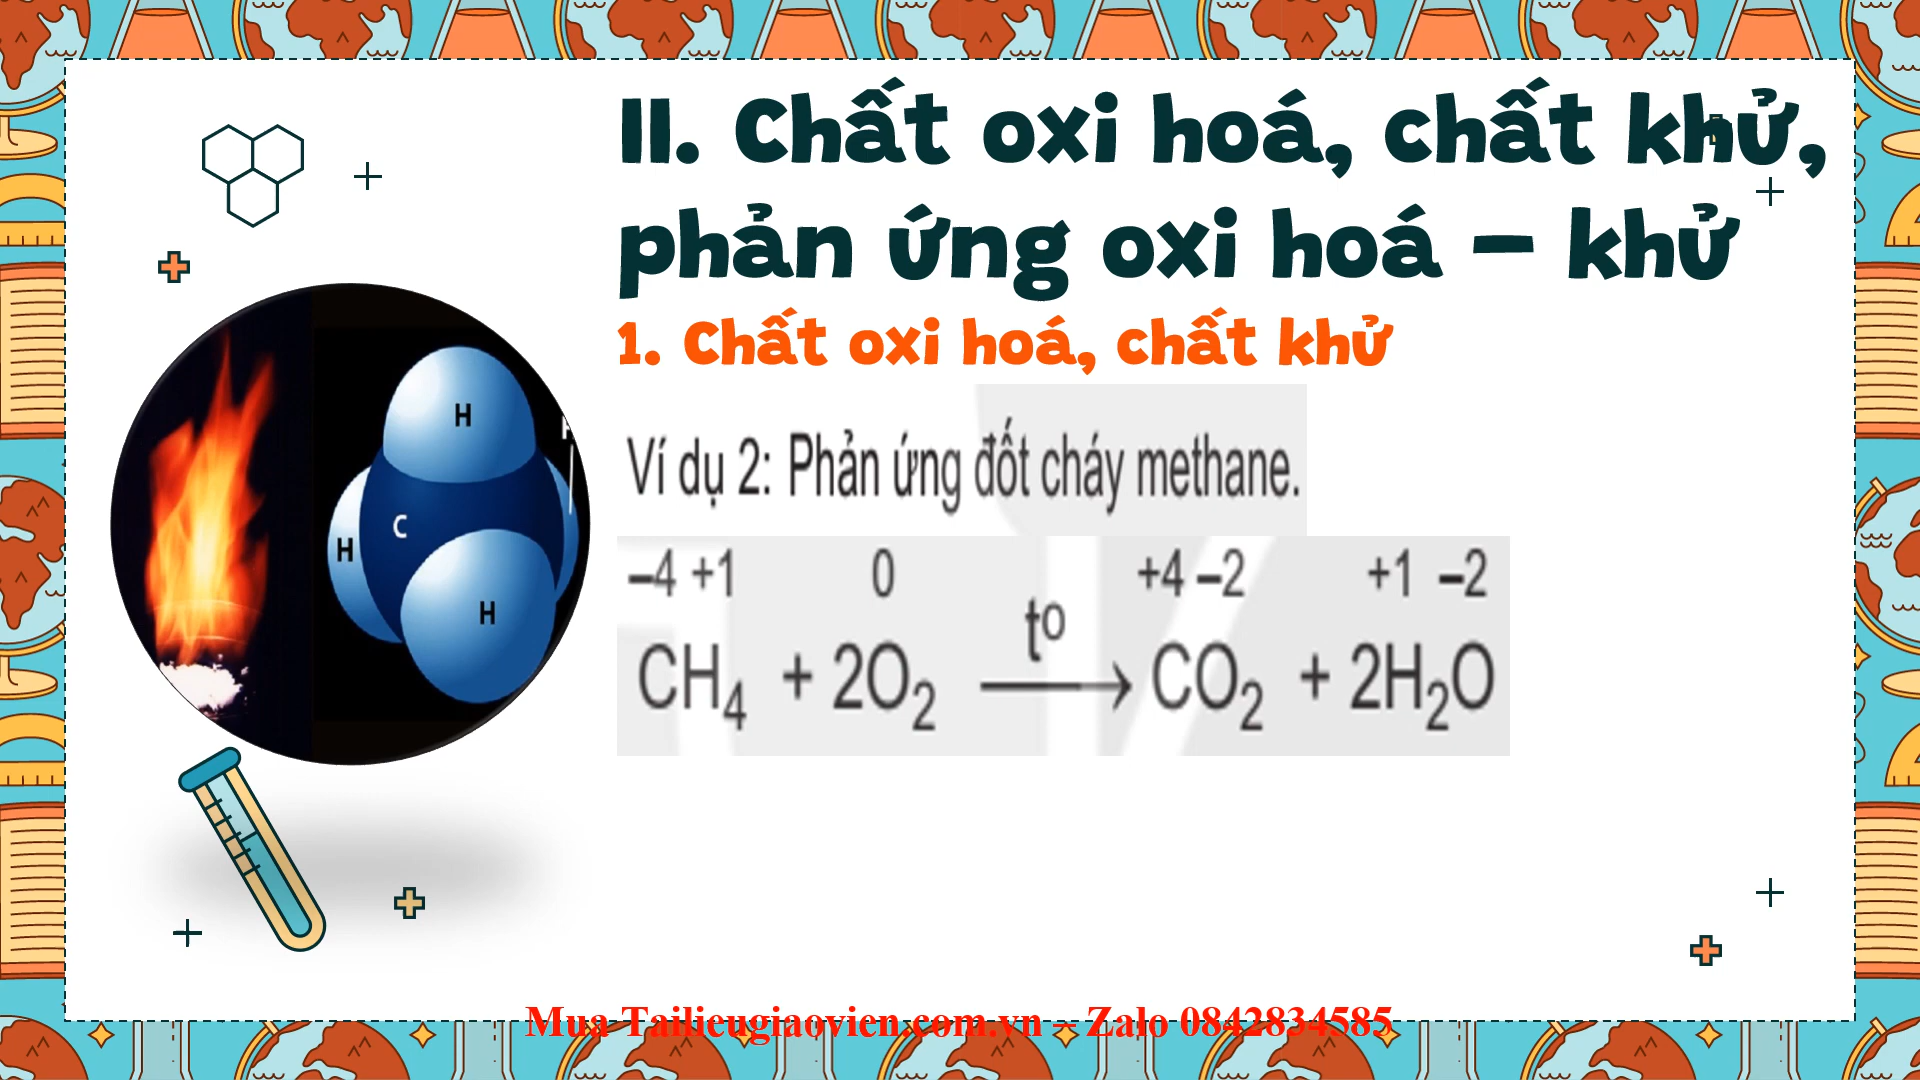 II. Chất oxi hoá, chất khử,
phản ứng oxi hoá – khử
1. Chất oxi hoá, chất khử
Ví dụ 2: Phản ứng đốt cháy methane.
–4 +1 0 +4 –2 +1 –2
t⁰
CH₄ + 2O₂ ⟶ CO₂ + 2H₂O
H
C
H
H
Mua Tailieugiaovien.com.vn – Zalo 0842834585